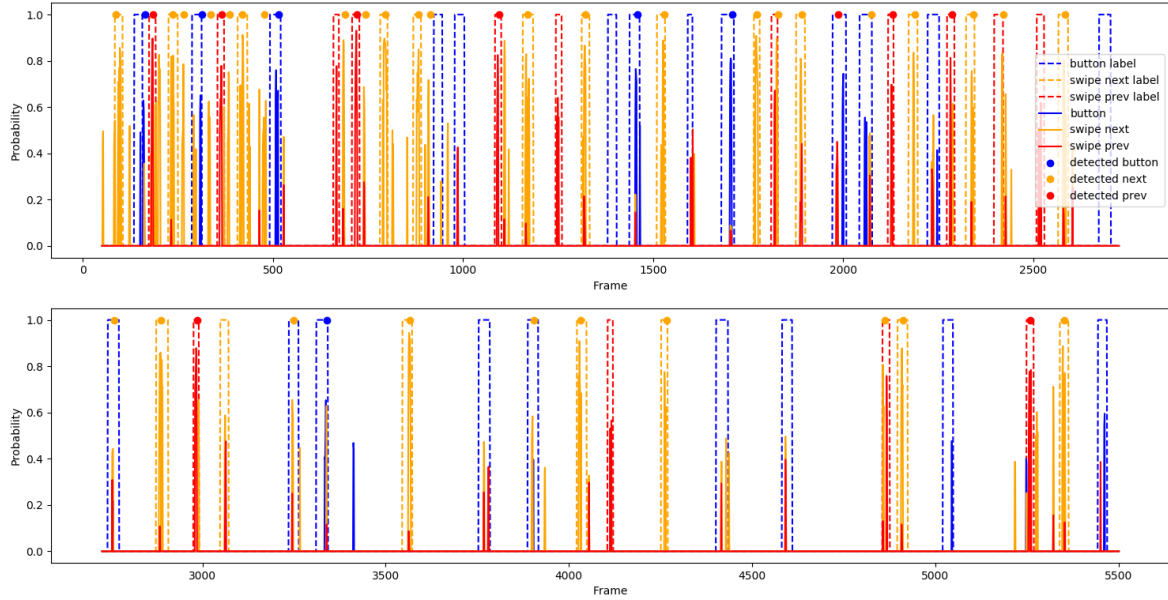 1.0
0.8
0.6
0.4
0.2
0.0
Probability
0
500
1000
1500
2000
2500
Frame
button label
swipe next label
swipe prev label
button
swipe next
swipe prev
detected button
detected next
detected prev
1.0
0.8
0.6
0.4
0.2
0.0
Probability
3000
3500
4000
4500
5000
5500
Frame